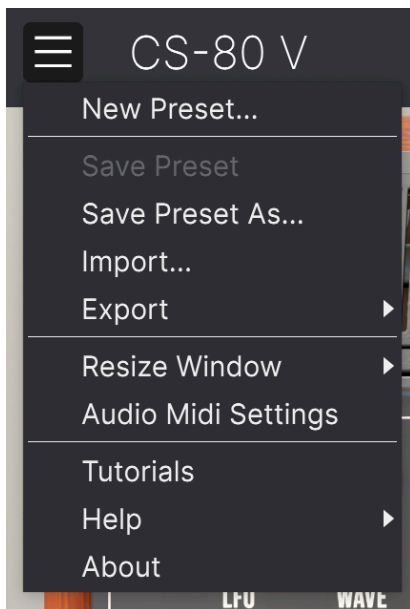 CS-80 V
New Preset...
Save Preset
Save Preset As...
Import...
Export
Resize Window
Audio Midi Settings
Tutorials
Help
About
LFO WAVE